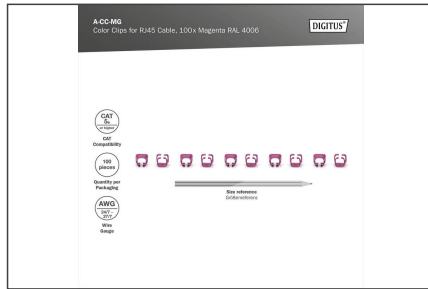 A-CC-MG
Color Clips for RJ45 Cable, 100x Magenta RAL 4006
DIGITUS®
CAT
5e
or higher
CAT
Compatibility
100
pieces
Quantity per
Packaging
AWG
24/7 -
27/7
Wire
Gauge
Size reference
Größenreferenz